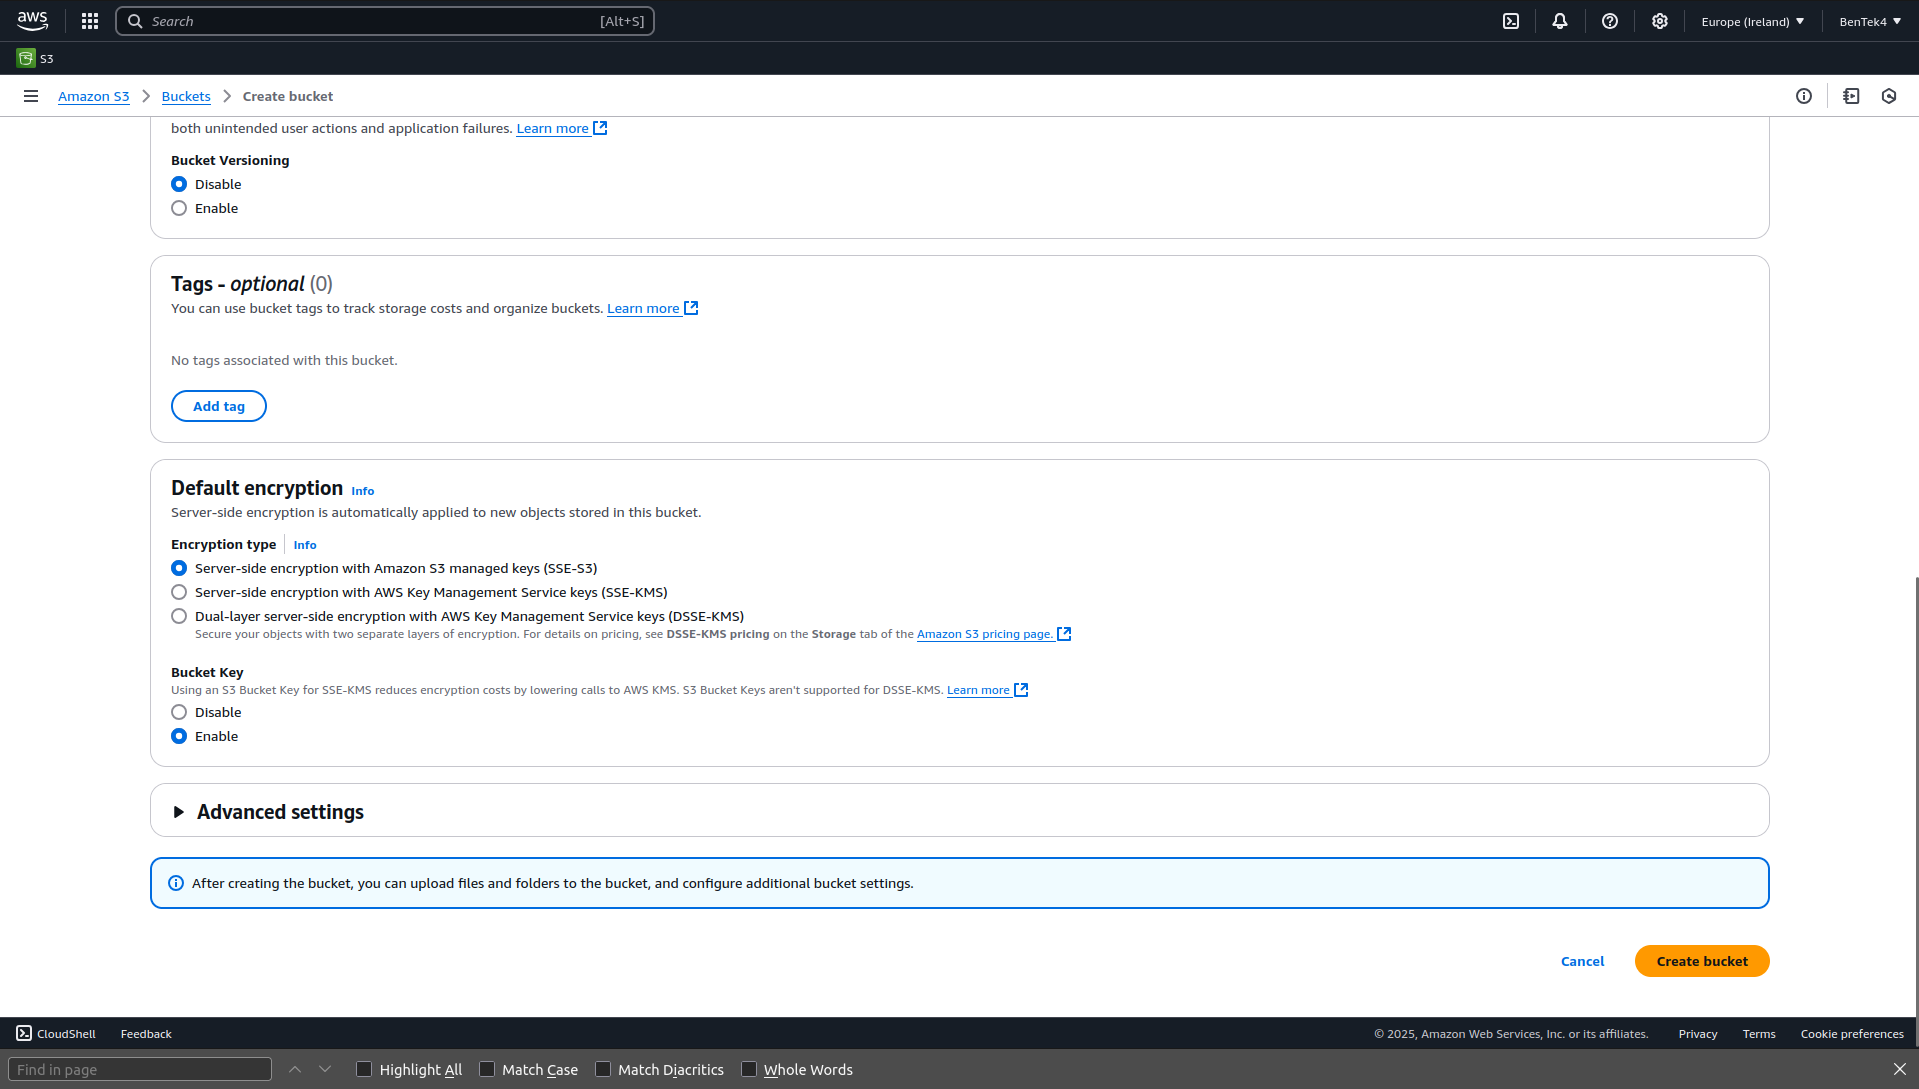 aws
Search [Alt+S]
Europe (Ireland)
BenTek4
S3
Amazon S3 > Buckets > Create bucket
both unintended user actions and application failures. Learn more
Bucket Versioning
Disable
Enable
Tags - optional (0)
You can use bucket tags to track storage costs and organize buckets. Learn more
No tags associated with this bucket.
Add tag
Default encryption Info
Server-side encryption is automatically applied to new objects stored in this bucket.
Encryption type | Info
Server-side encryption with Amazon S3 managed keys (SSE-S3)
Server-side encryption with AWS Key Management Service keys (SSE-KMS)
Dual-layer server-side encryption with AWS Key Management Service keys (DSSE-KMS)
Secure your objects with two separate layers of encryption. For details on pricing, see DSSE-KMS pricing on the Storage tab of the Amazon S3 pricing page.
Bucket Key
Using an S3 Bucket Key for SSE-KMS reduces encryption costs by lowering calls to AWS KMS. S3 Bucket Keys aren't supported for DSSE-KMS. Learn more
Disable
Enable
Advanced settings
After creating the bucket, you can upload files and folders to the bucket, and configure additional bucket settings.
Cancel
Create bucket
CloudShell Feedback
© 2025, Amazon Web Services, Inc. or its affiliates. Privacy Terms Cookie preferences
Find in page
Highlight All
Match Case
Match Diacritics
Whole Words